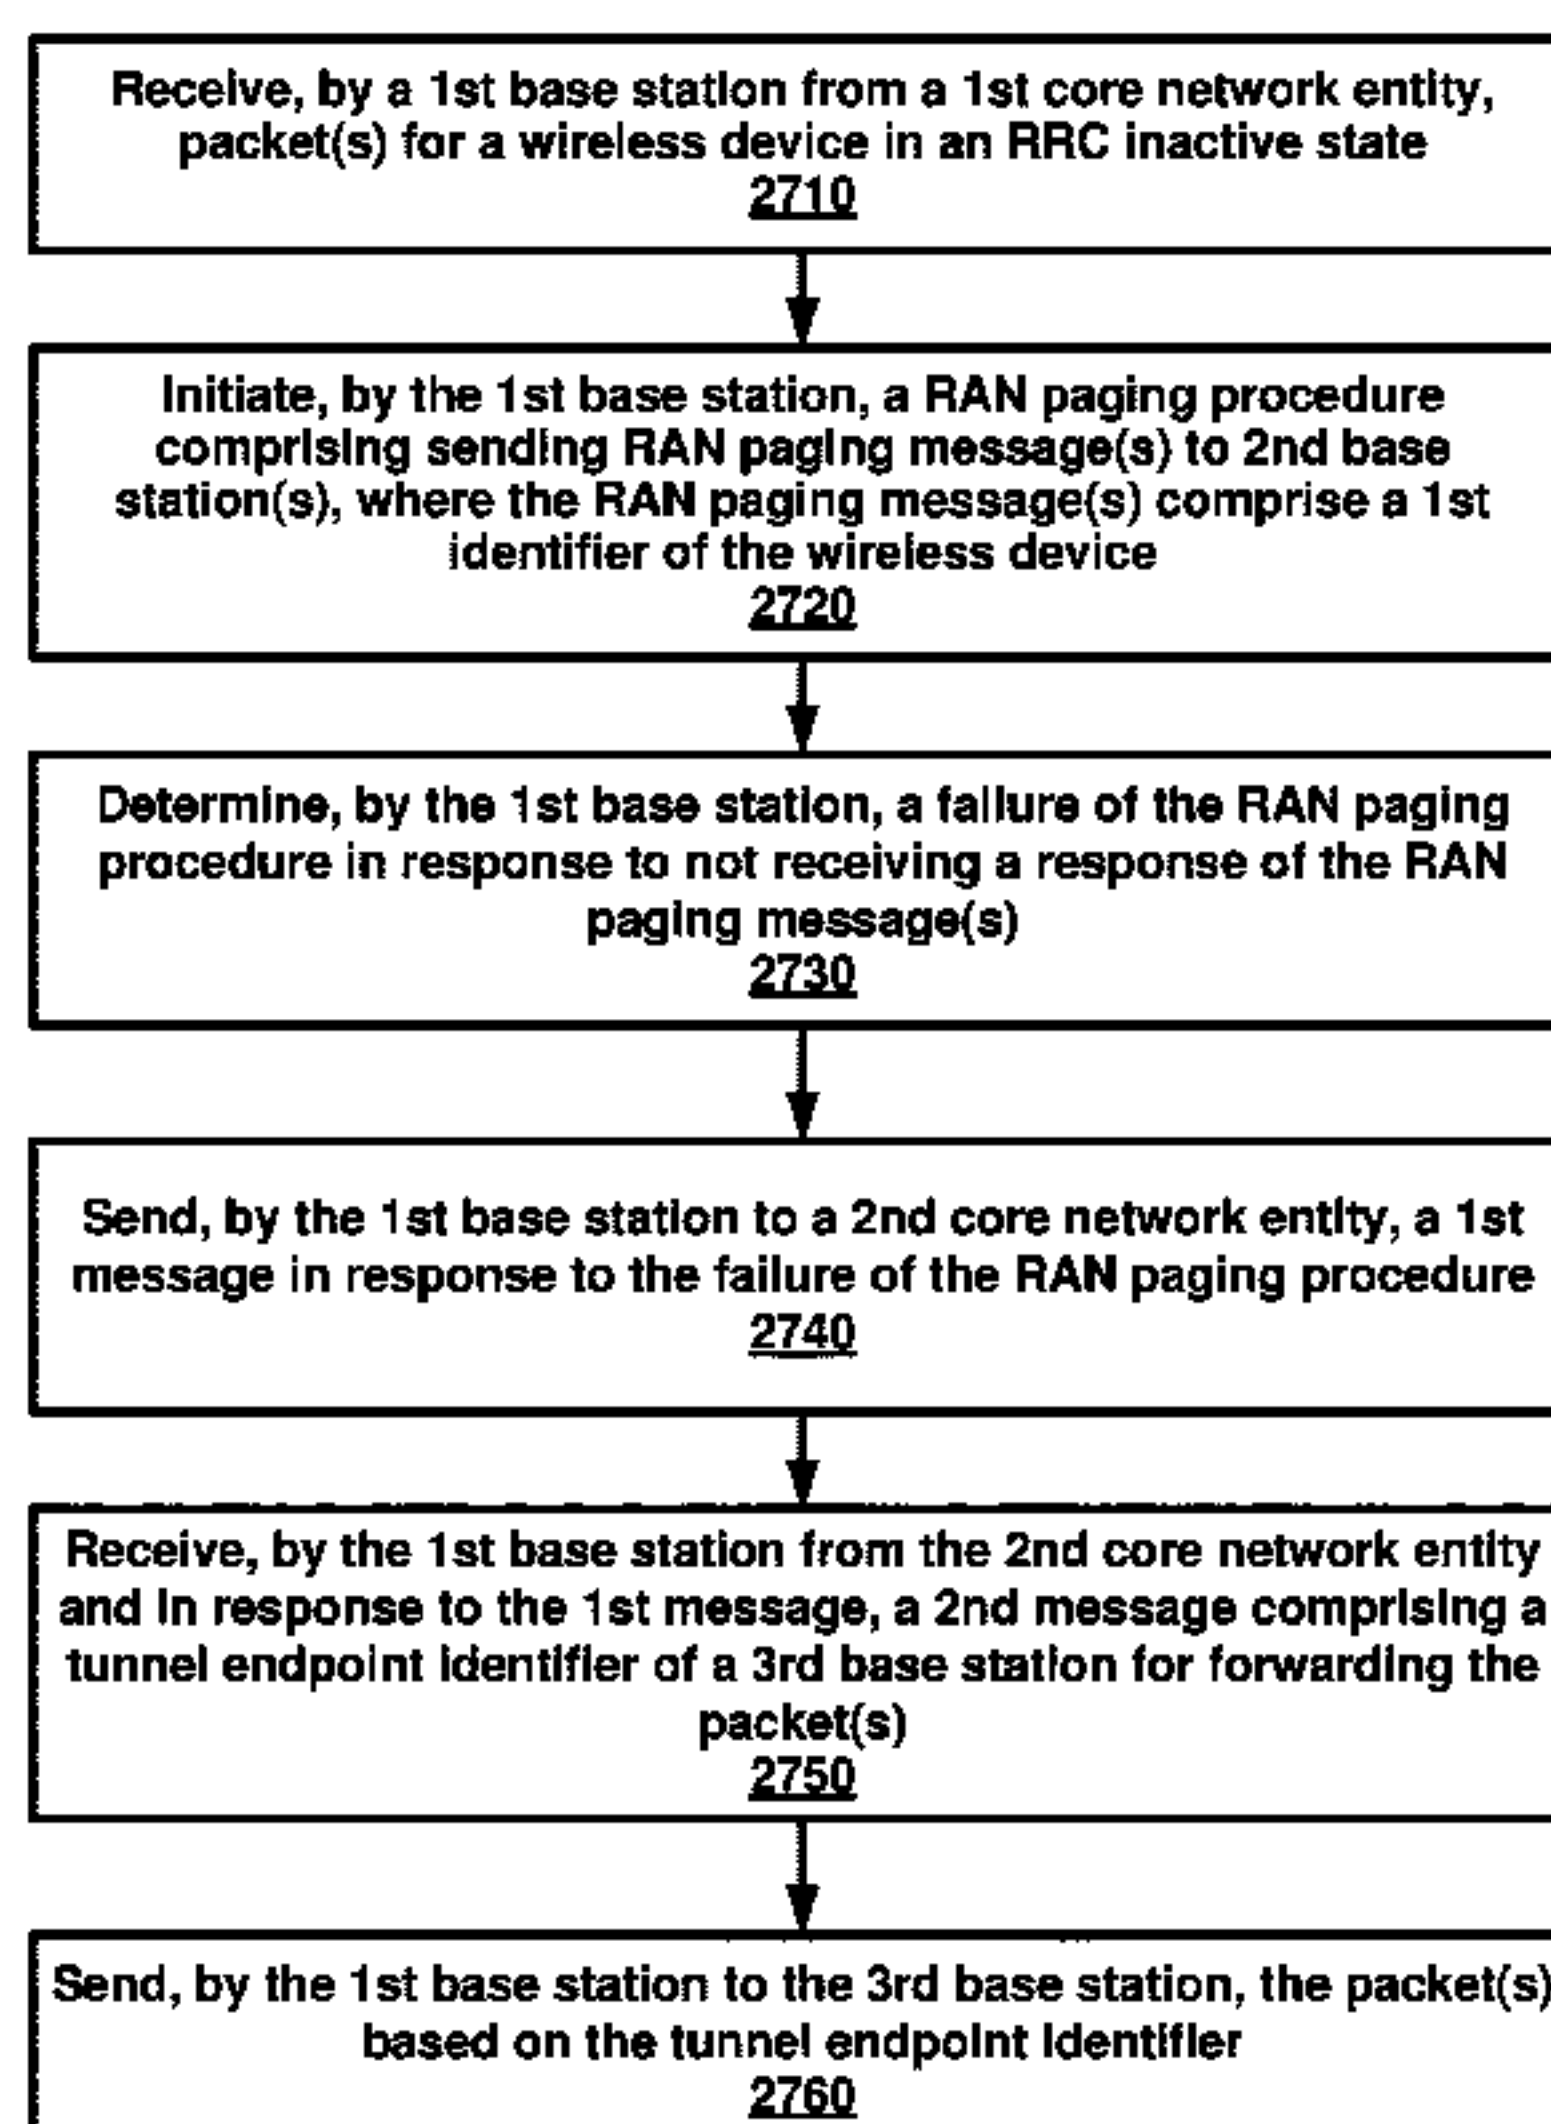 Receive, by a 1st base station from a 1st core network entity,
packet(s) for a wireless device in an RRC inactive state
2710
Initiate, by the 1st base station, a RAN paging procedure
comprising sending RAN paging message(s) to 2nd base
station(s), where the RAN paging message(s) comprise a 1st
identifier of the wireless device
2720
Determine, by the 1st base station, a failure of the RAN paging
procedure in response to not receiving a response of the RAN
paging message(s)
2730
Send, by the 1st base station to a 2nd core network entity, a 1st
message in response to the failure of the RAN paging procedure
2740
Receive, by the 1st base station from the 2nd core network entity
and in response to the 1st message, a 2nd message comprising a
tunnel endpoint identifier of a 3rd base station for forwarding the
packet(s)
2750
Send, by the 1st base station to the 3rd base station, the packet(s)
based on the tunnel endpoint identifier
2760